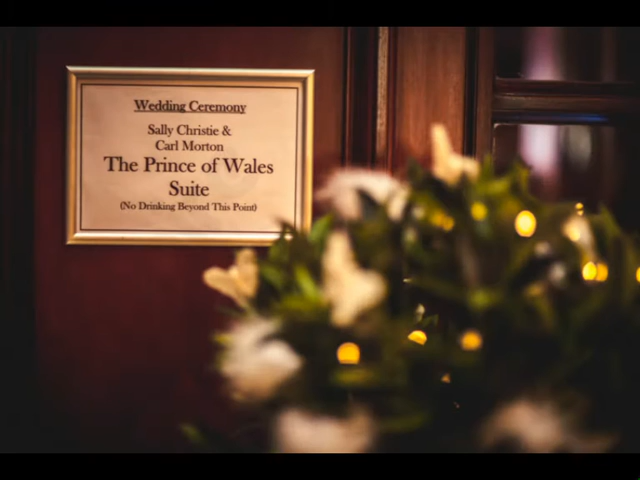 Wedding Ceremony
Sally Christie &
Carl Morton
The Prince of Wales
Suite
(No Drinking Beyond This Point)